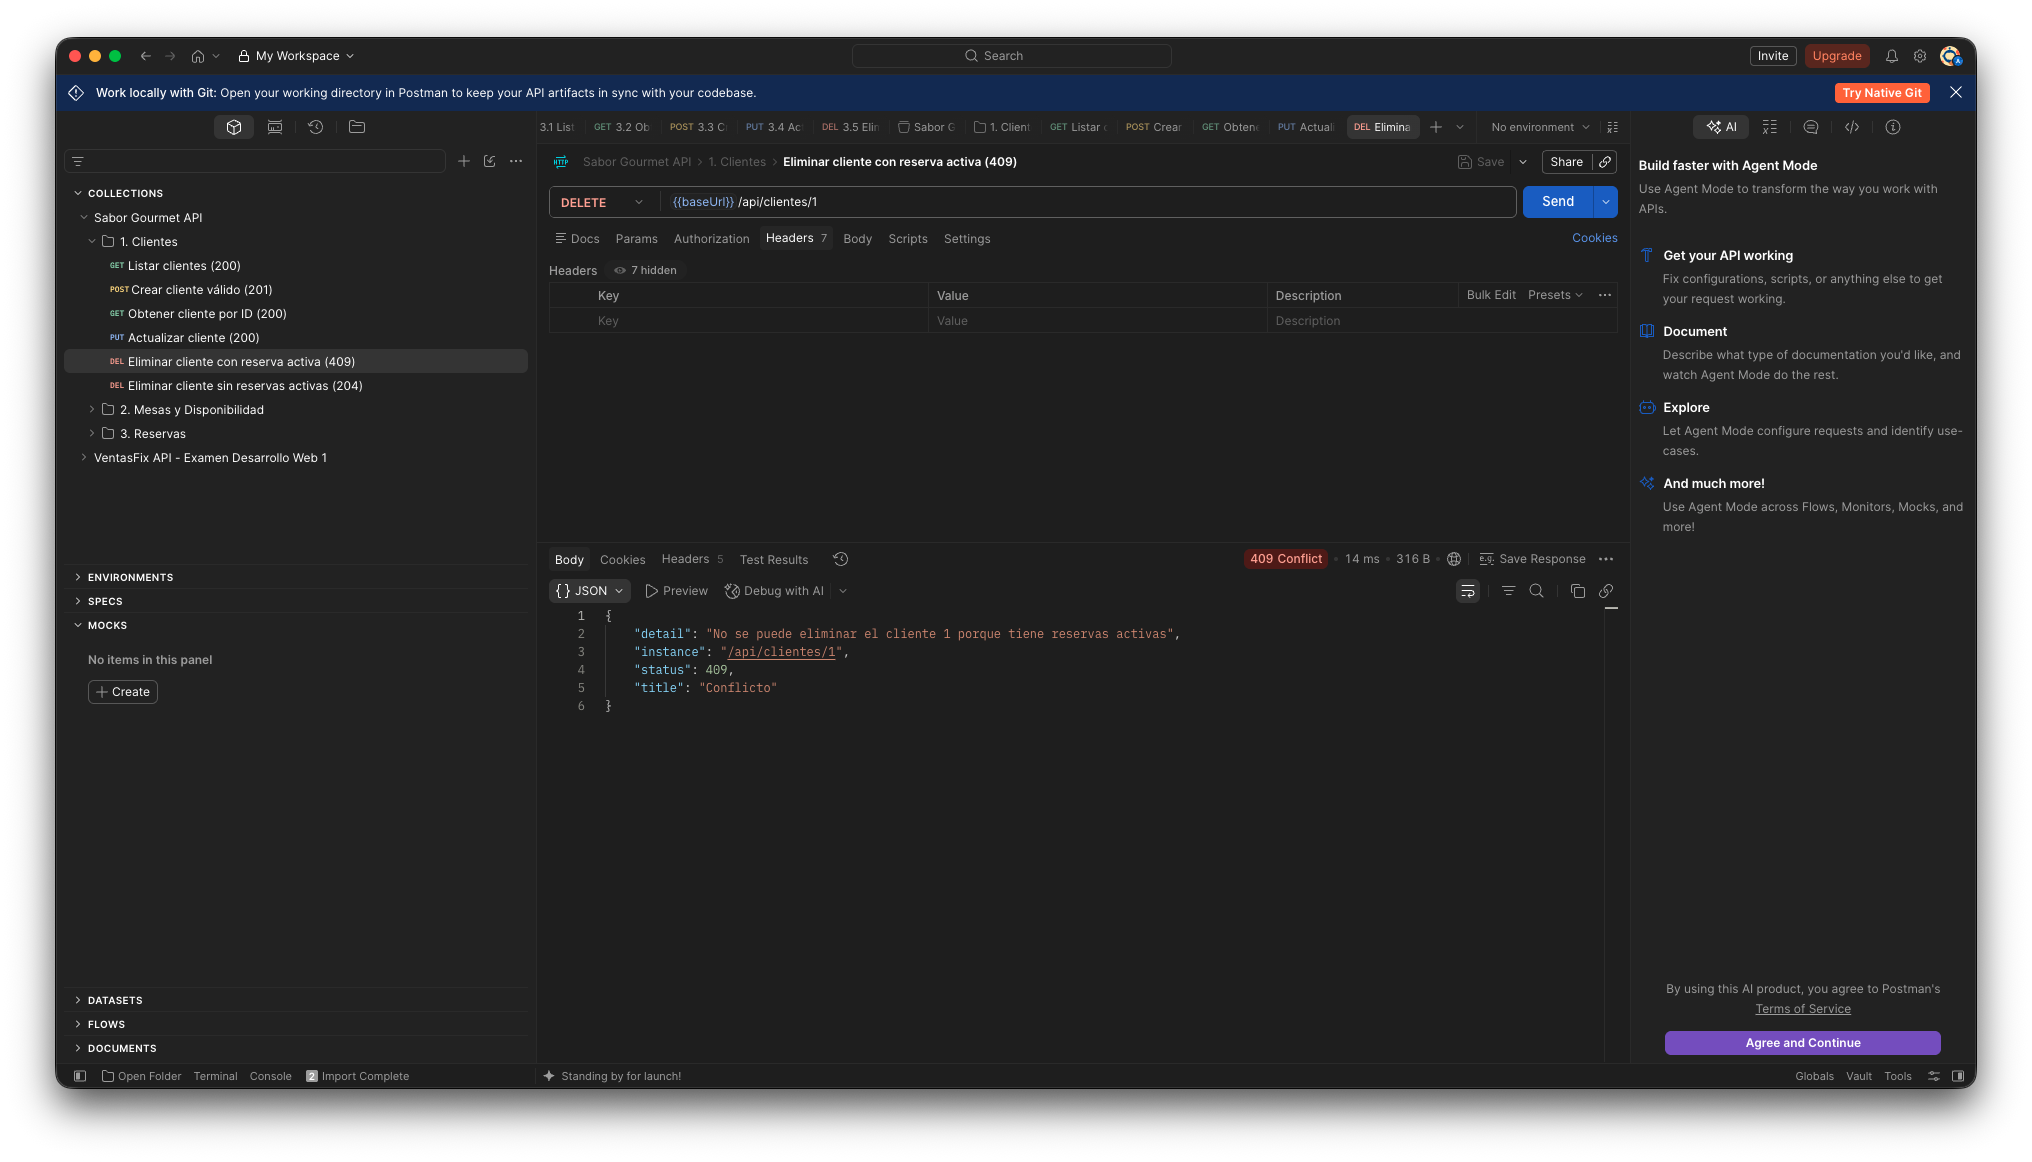 My Workspace
Search
Invite
Upgrade
Work locally with Git: Open your working directory in Postman to keep your API artifacts in sync with your codebase.
Try Native Git
COLLECTIONS
Sabor Gourmet API
1. Clientes
GET Listar clientes (200)
POST Crear cliente válido (201)
GET Obtener cliente por ID (200)
PUT Actualizar cliente (200)
DEL Eliminar cliente con reserva activa (409)
DEL Eliminar cliente sin reservas activas (204)
2. Mesas y Disponibilidad
3. Reservas
VentasFix API - Examen Desarrollo Web 1
ENVIRONMENTS
SPECS
MOCKS
No items in this panel
Create
DATASETS
FLOWS
DOCUMENTS
3.1 List GET 3.2 Ob POST 3.3 C PUT 3.4 Ac DEL 3.5 Elin Sabor G 1. Client GET Listar POST Crear GET Obten PUT Actuali DEL Elimina
No environment
HTTP Sabor Gourmet API > 1. Clientes > Eliminar cliente con reserva activa (409)
Save
Share
DELETE {{baseUrl}} /api/clientes/1
Send
Docs Params Authorization Headers 7 Body Scripts Settings
Cookies
Headers 7 hidden
Key Value Description Bulk Edit Presets
Key Value Description
Body Cookies Headers 5 Test Results
409 Conflict • 14 ms • 316 B
e.g. Save Response
{} JSON Preview Debug with AI
1 {
2 "detail": "No se puede eliminar el cliente 1 porque tiene reservas activas",
3 "instance": "/api/clientes/1",
4 "status": 409,
5 "title": "Conflicto"
6 }
AI
Build faster with Agent Mode
Use Agent Mode to transform the way you work with
APIs.
Get your API working
Fix configurations, scripts, or anything else to get
your request working.
Document
Describe what type of documentation you'd like, and
watch Agent Mode do the rest.
Explore
Let Agent Mode configure requests and identify use-
cases.
And much more!
Use Agent Mode across Flows, Monitors, Mocks, and
more!
By using this AI product, you agree to Postman's
Terms of Service
Agree and Continue
Open Folder Terminal Console 2 Import Complete
Standing by for launch!
Globals Vault Tools